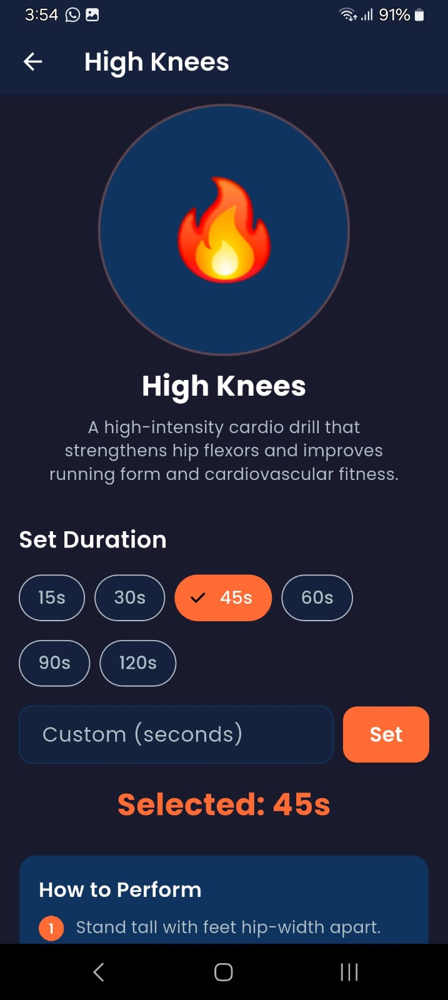 3:54 91%
High Knees
High Knees
A high-intensity cardio drill that
strengthens hip flexors and improves
running form and cardiovascular fitness.
Set Duration
15s 30s 45s 60s
90s 120s
Custom (seconds) Set
Selected: 45s
How to Perform
1 Stand tall with feet hip-width apart.